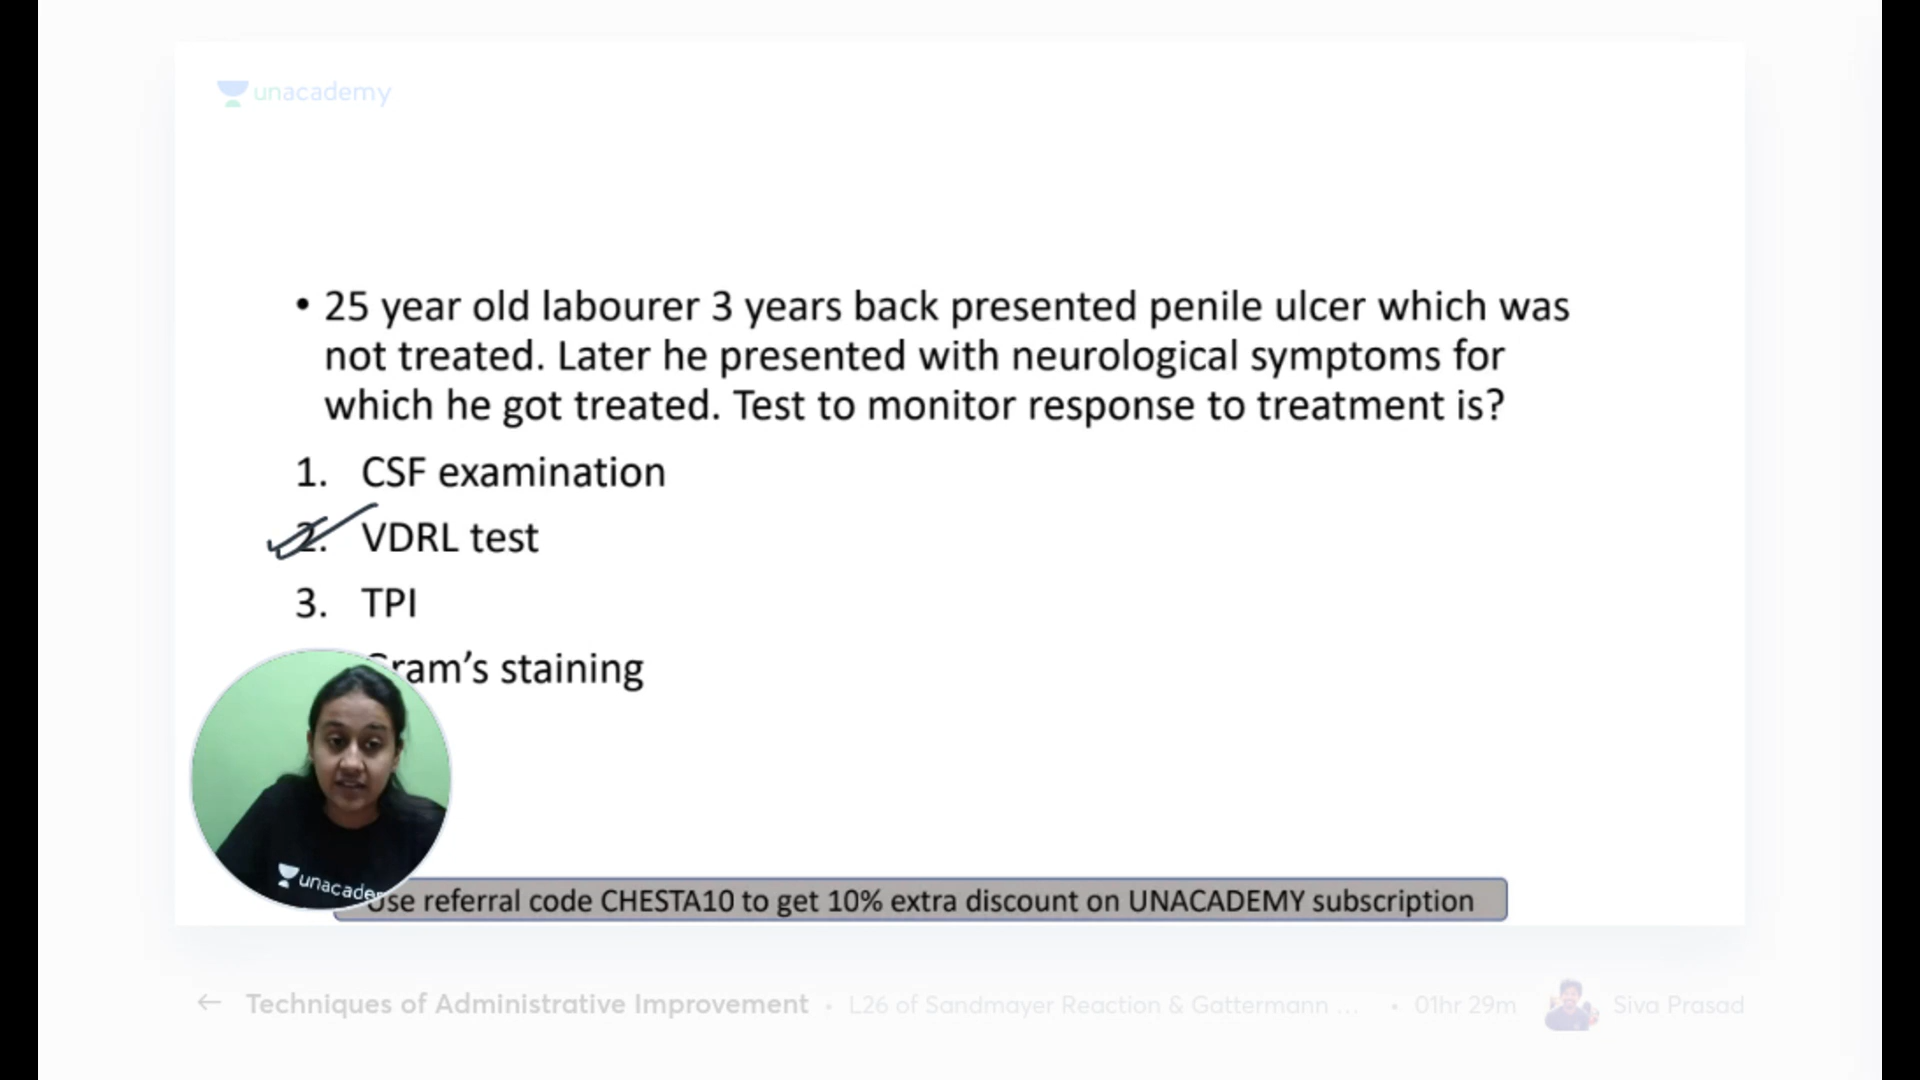 unacademy
• 25 year old labourer 3 years back presented penile ulcer which was
not treated. Later he presented with neurological symptoms for
which he got treated. Test to monitor response to treatment is?
1. CSF examination
2. VDRL test
3. TPI
Gram's staining
unacade
Use referral code CHESTA10 to get 10% extra discount on UNACADEMY subscription
← Techniques of Administrative Improvement • L26 of Sandmayer Reaction & Gattermann ... • 01hr 29m Siva Prasad